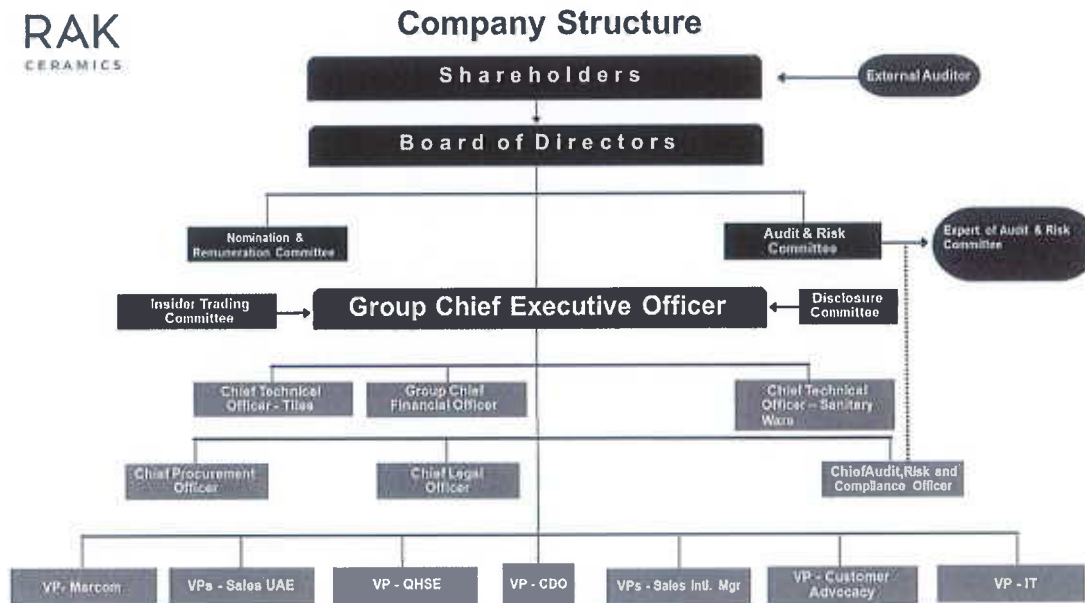 RAK
CERAMICS
Company Structure
Shareholders
External Auditor
Board of Directors
Nomination &
Remuneration Committee
Audit & Risk
Committee
Expert of Audit & Risk
Committee
Insider Trading
Committee
Group Chief Executive Officer
Disclosure
Committee
Chief Technical
Officer - Tiles
Group Chief
Financial Officer
Chief Technical
Officer – Sanitary
Ware
Chief Procurement
Officer
Chief Legal
Officer
ChiefAudit,Risk and
Compliance Officer
VP- Marcom
VPs - Sales UAE
VP - QHSE
VP - CDO
VPs - Sales Intl. Mgr
VP - Customer
Advocacy
VP - IT